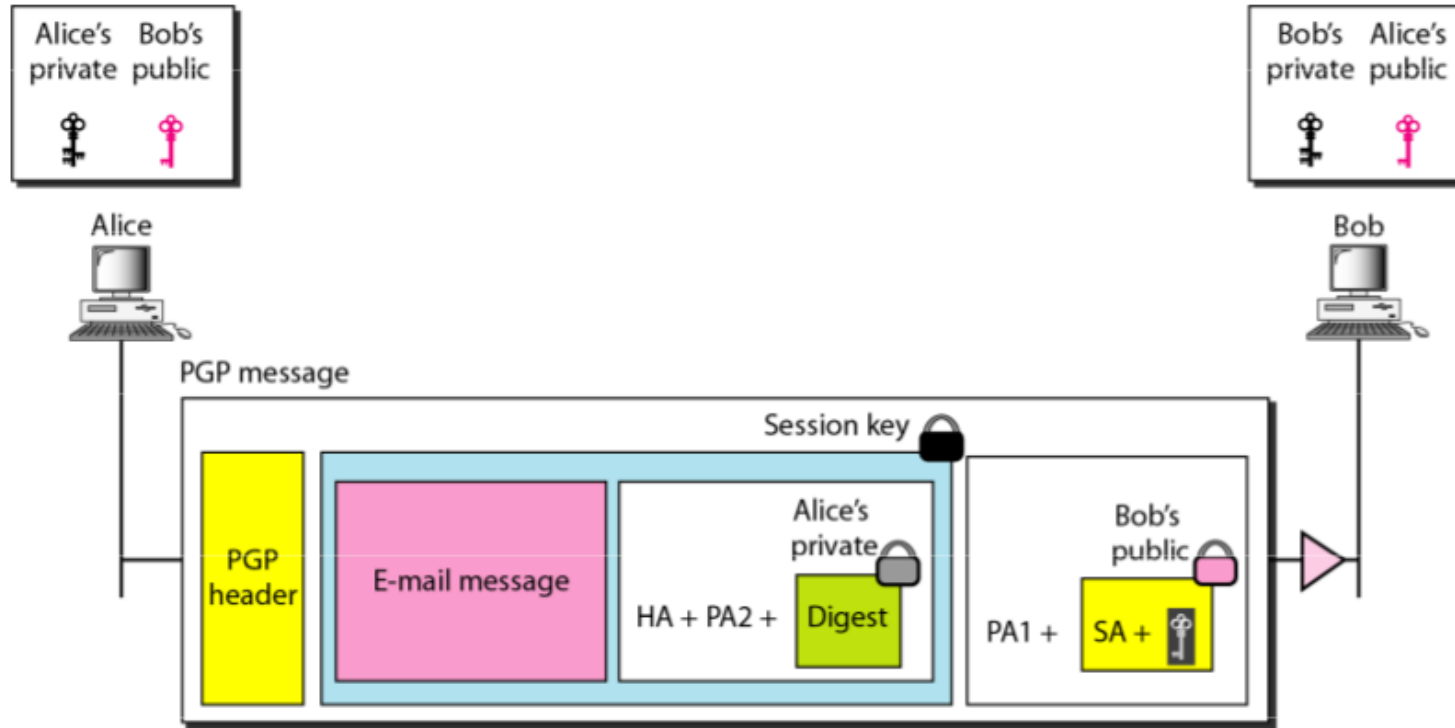 Alice's private
Bob's public
Bob's private
Alice's public
Alice
Bob
PGP message
Session key
PGP header
E-mail message
Alice's private
HA + PA2 +
Digest
Bob's public
PA1 +
SA +